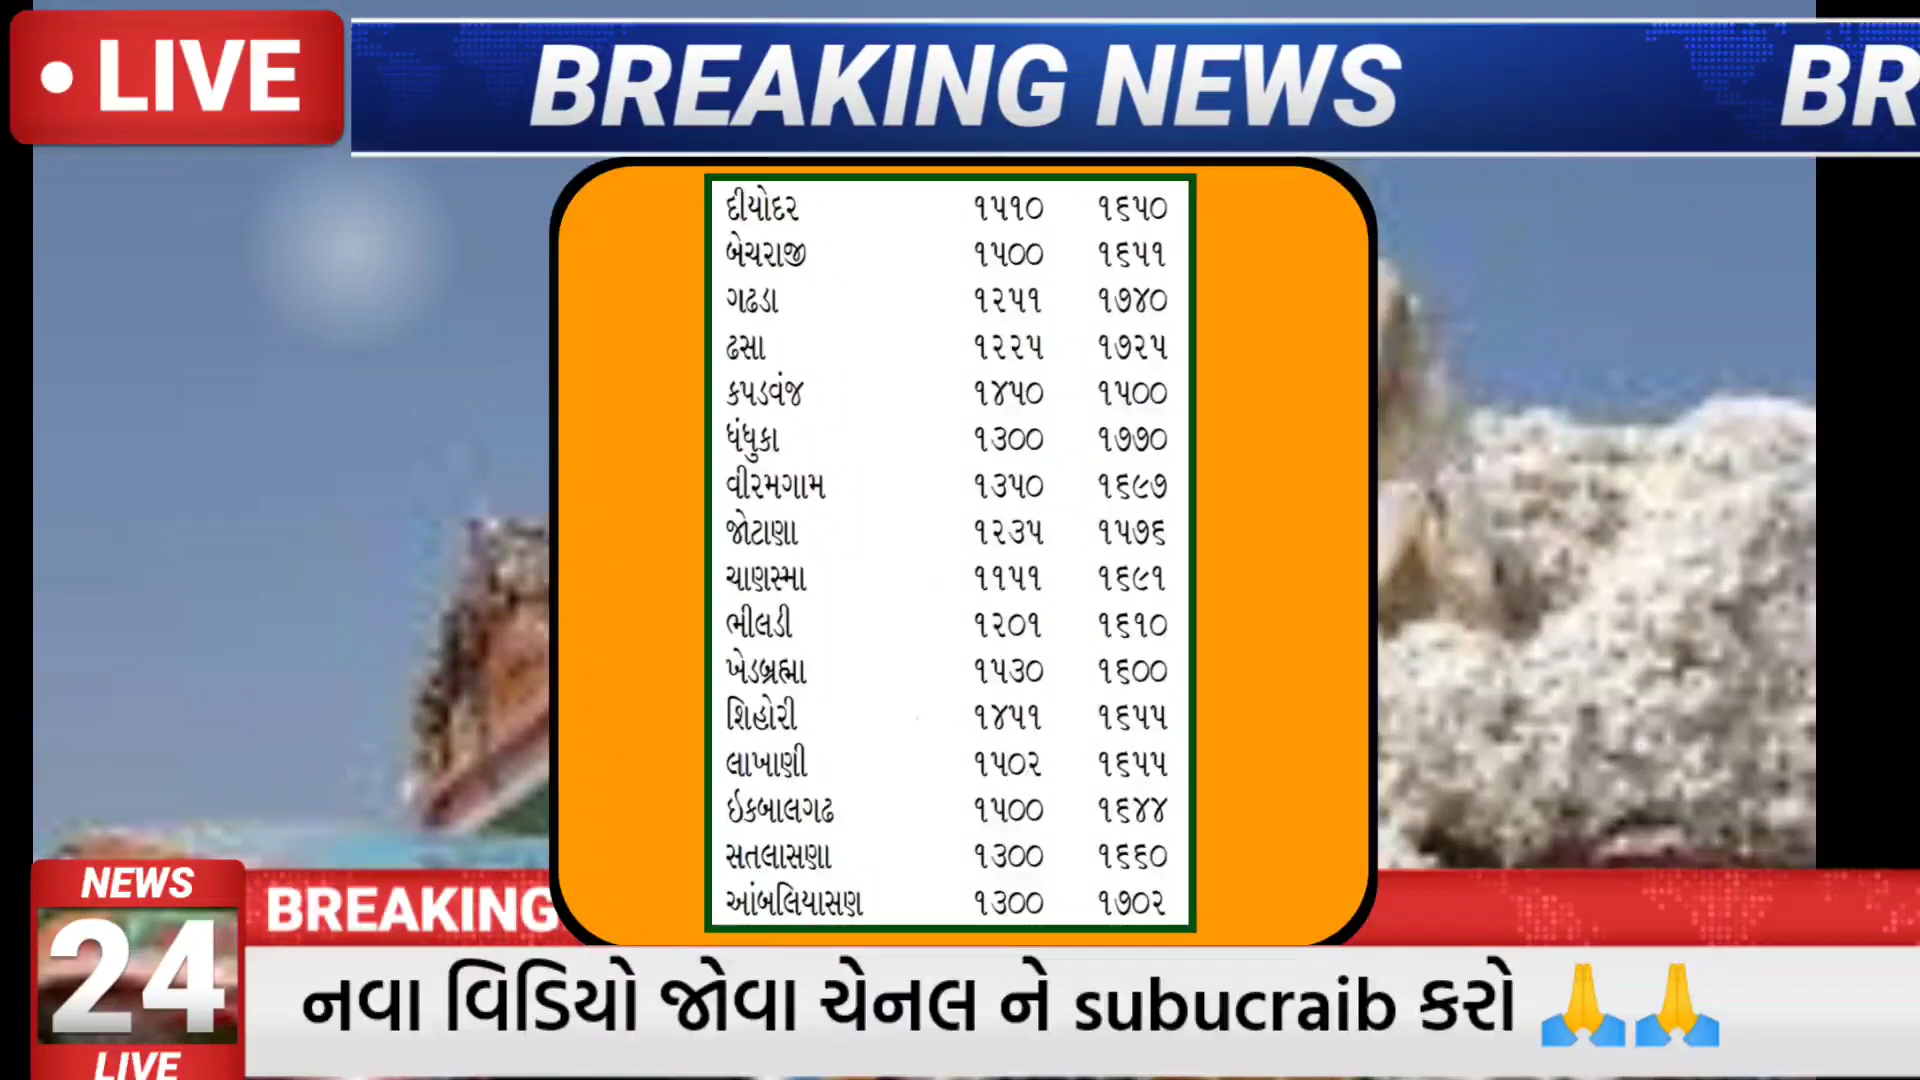 LIVE
BREAKING NEWS
BR
દીયોદર ૧૫૧૦ ૧૬૫૦
બેચરાજી ૧૫૦૦ ૧૬૫૧
ગઢડા ૧૨૫૧ ૧૭૪૦
ઢસા ૧૨૨૫ ૧૭૨૫
કપડવંજ ૧૪૫૦ ૧૫૦૦
ધંધુકા ૧૩૦૦ ૧૭૭૦
વીરમગામ ૧૩૫૦ ૧૬૯૭
જોટાણા ૧૨૩૫ ૧૫૭૬
ચાણસ્મા ૧૧૫૧ ૧૬૯૧
ભીલડી ૧૨૦૧ ૧૬૧૦
ખેડબ્રહ્મા ૧૫૩૦ ૧૬૦૦
શિહોરી ૧૪૫૧ ૧૬૫૫
લાખાણી ૧૫૦૨ ૧૬૫૫
ઇકબાલગઢ ૧૫૦૦ ૧૬૪૪
સતલાસણા ૧૩૦૦ ૧૬૬૦
આંબલિયાસણ ૧૩૦૦ ૧૭૦૨
NEWS
24
LIVE
BREAKING
નવા વિડિયો જોવા ચેનલ ને subucraib કરો 🙏🙏